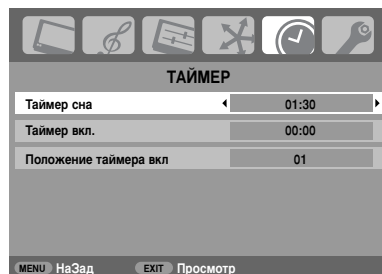 ТАЙМЕР
Таймер сна 01:30
Таймер вкл. 00:00
Положение таймера вкл 01
MENU НаЗад EXIT Просмотр